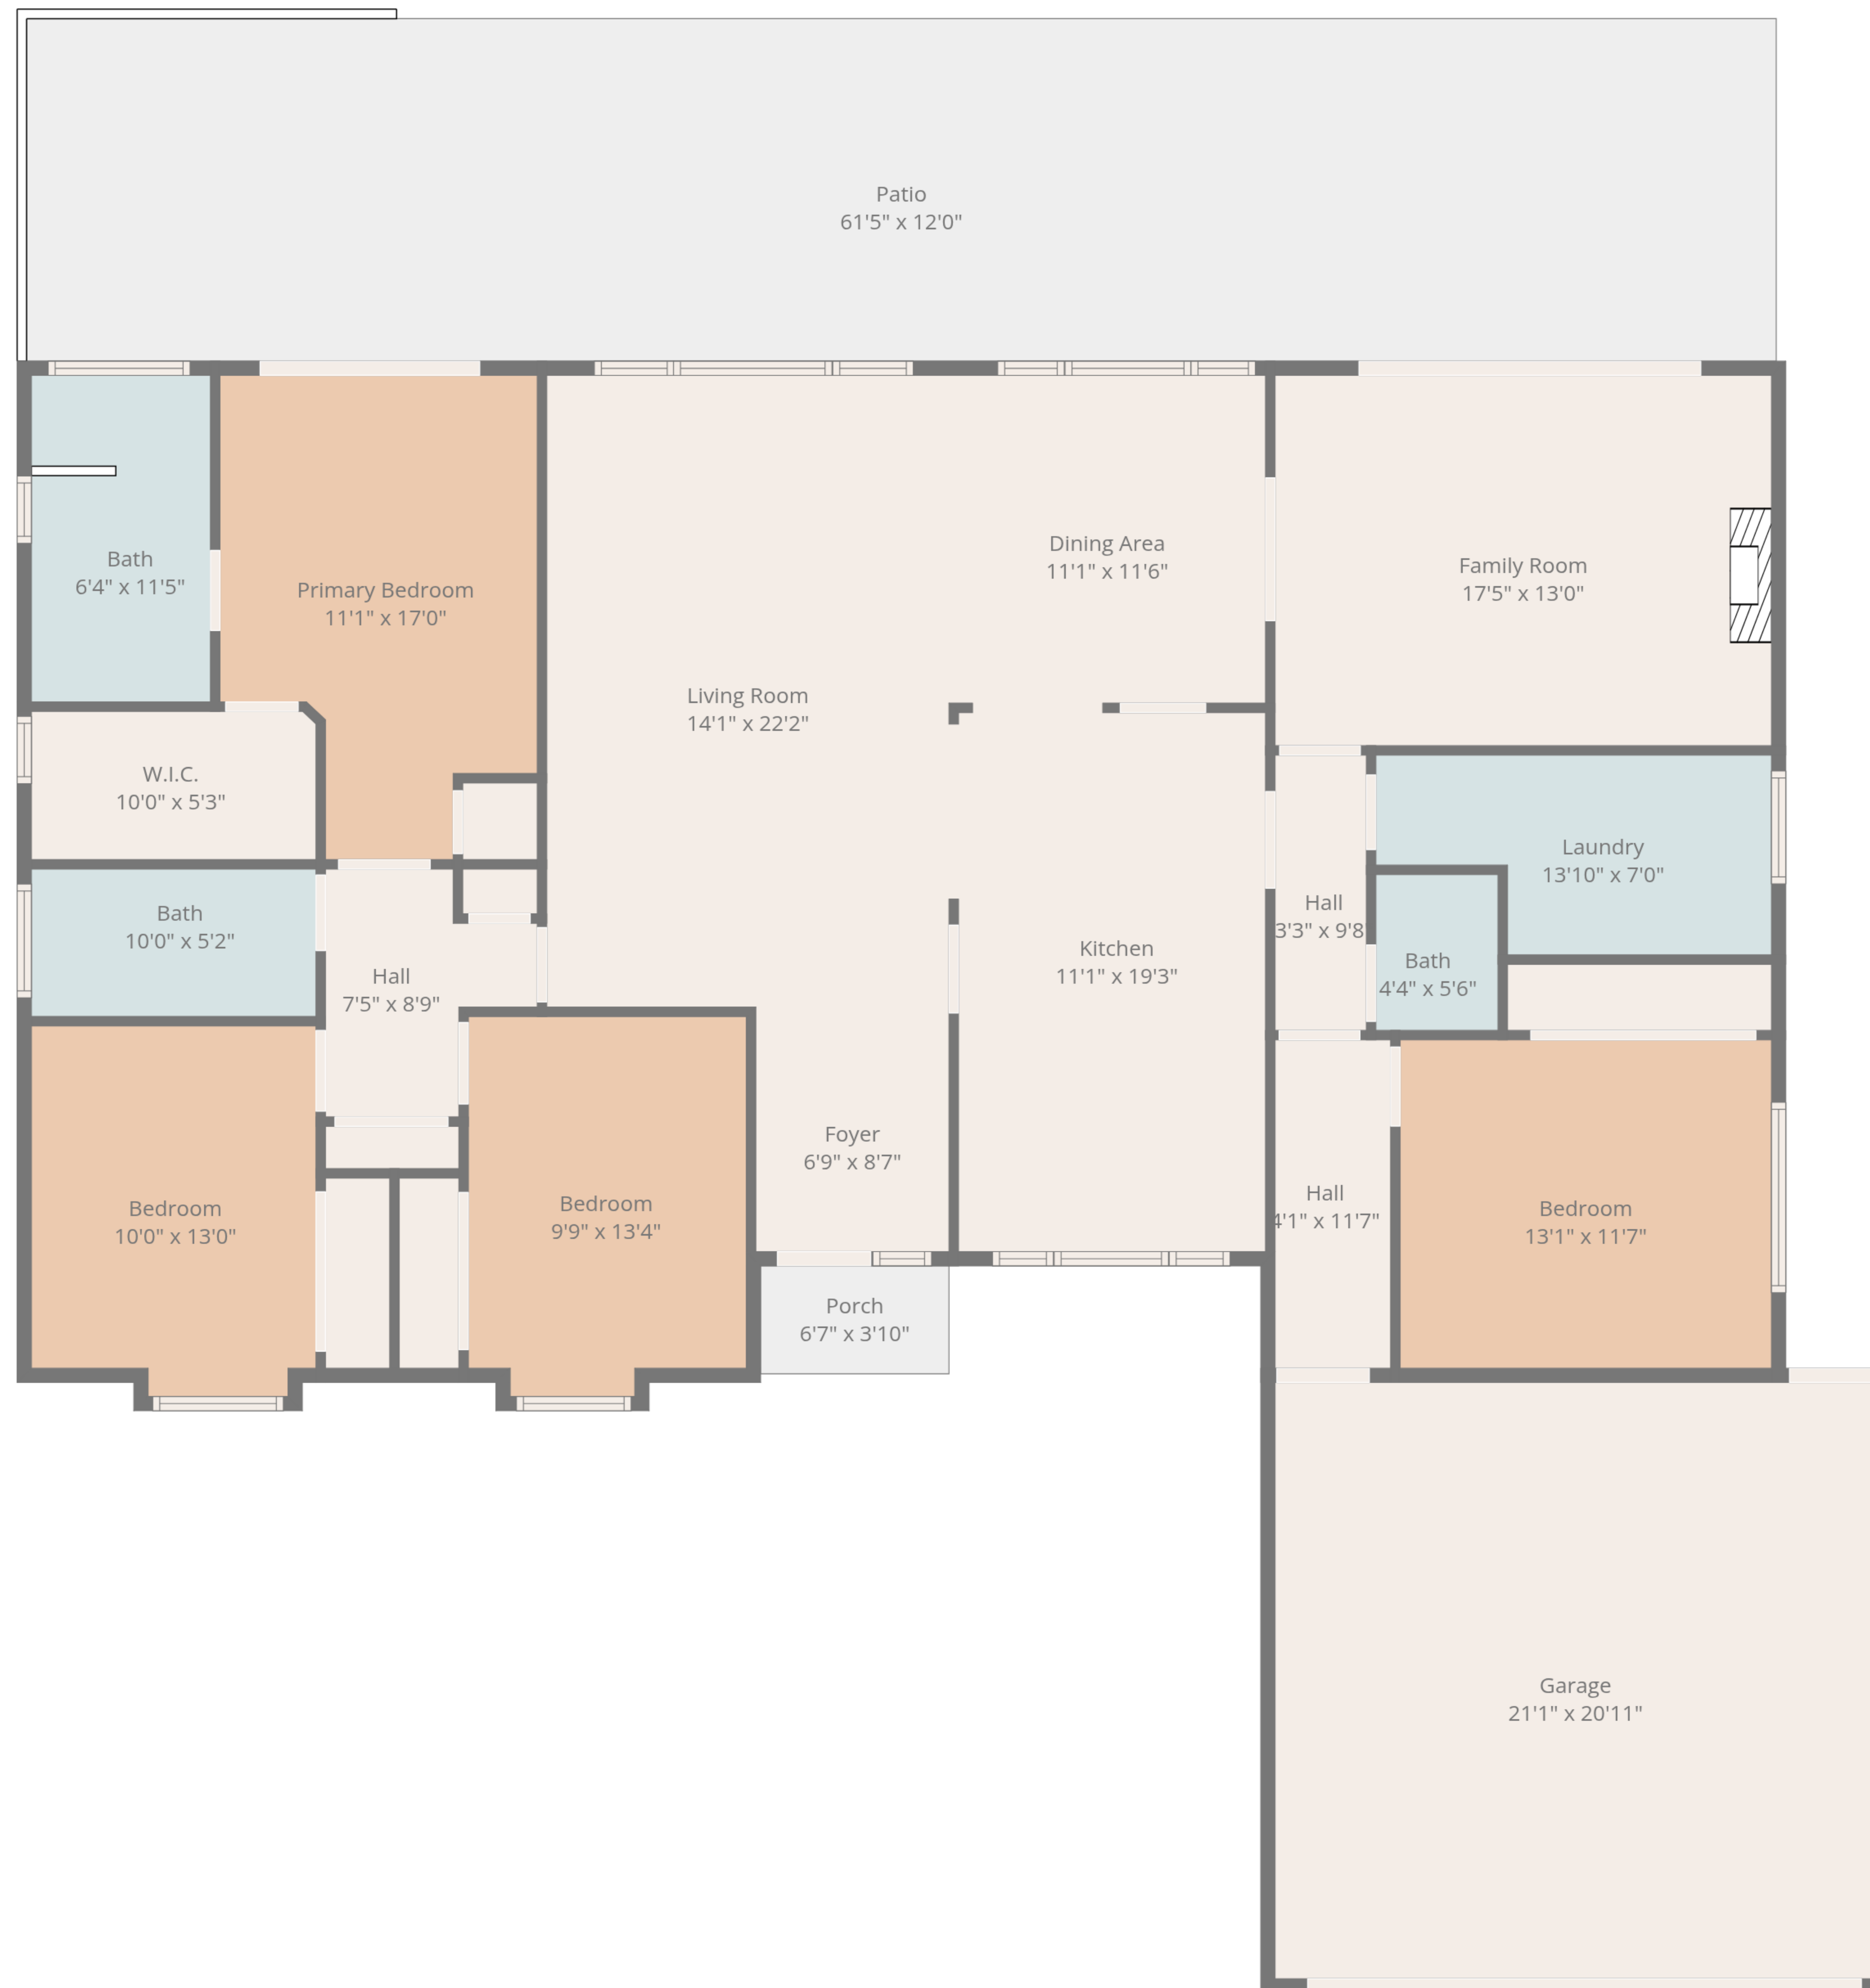 Patio
61'5" x 12'0"
Dining Area
11'1" x 11'6"
Bath
6'4" x 11'5"
Family Room
17'5" x 13'0"
Primary Bedroom
11'1" x 17'0"
Living Room
14'1" x 22'2"
W.I.C.
10'0" x 5'3"
Laundry
13'10" x 7'0"
Hall
3'3" x 9'8
Bath
10'0" x 5'2"
Kitchen
11'1" x 19'3"
Bath
4'4" x 5'6"
Hall
7'5" x 8'9"
Foyer
6'9" x 8'7"
Hall
4'1" x 11'7"
Bedroom
9'9" x 13'4"
Bedroom
10'0" x 13'0"
Bedroom
13'1" x 11'7"
Porch
6'7" x 3'10"
Garage
21'1" x 20'11"